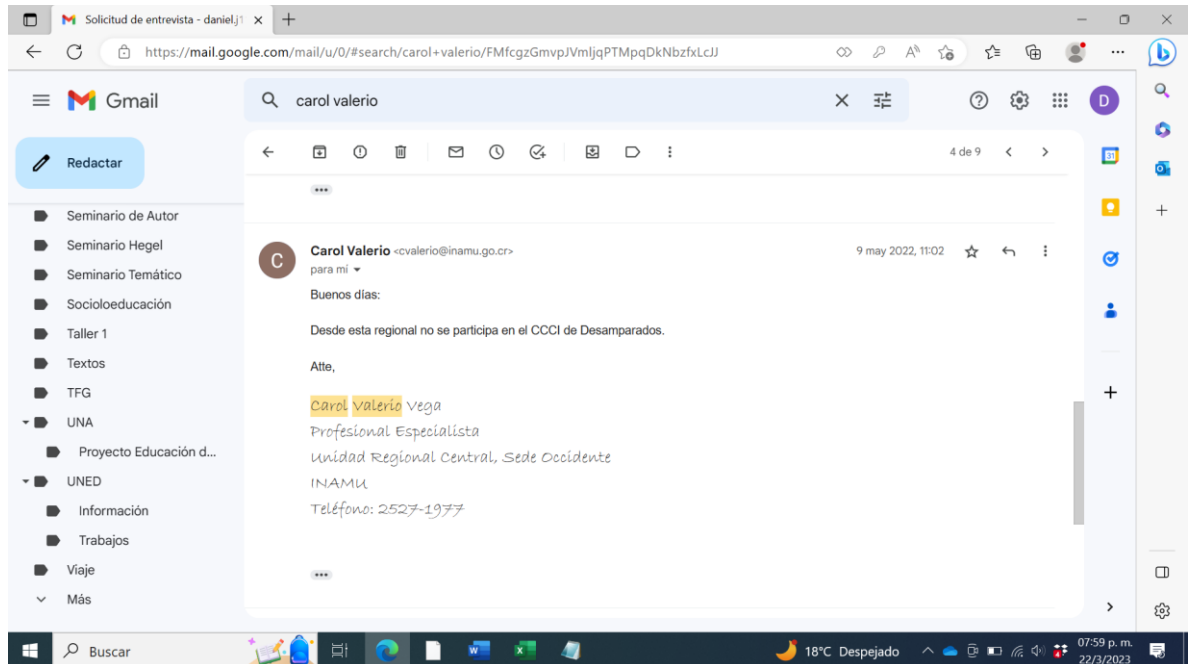 Solicitud de entrevista - daniel.j1
https://mail.google.com/mail/u/0/#search/carol+valerio/FMfcgzGmvpJVmljqPTMpqDkNbzfxLcJJ
Gmail
carol valerio
D
Redactar
4 de 9
31
Seminario de Autor
Seminario Hegel
Seminario Temático
Socioloeducación
Taller 1
Textos
TFG
UNA
Proyecto Educación d...
UNED
Información
Trabajos
Viaje
Más
C
Carol Valerio <cvalerio@inamu.go.cr>
9 may 2022, 11:02
para mí
Buenos días:
Desde esta regional no se participa en el CCCI de Desamparados.
Atte,
Carol Valerio Vega
Profesional Especialista
Unidad Regional Central, Sede Occidente
INAMU
Teléfono: 2527-1977
Buscar
18°C Despejado
07:59 p. m.
22/3/2023